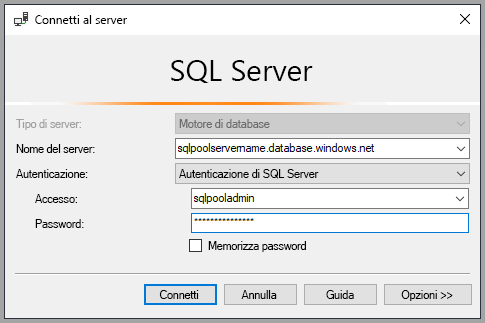 Connetti al server
SQL Server
Tipo di server: Motore di database
Nome del server: sqlpoolservername.database.windows.net
Autenticazione: Autenticazione di SQL Server
Accesso: sqlpooladmin
Password: ***************
Memorizza password
Connetti Annulla Guida Opzioni >>